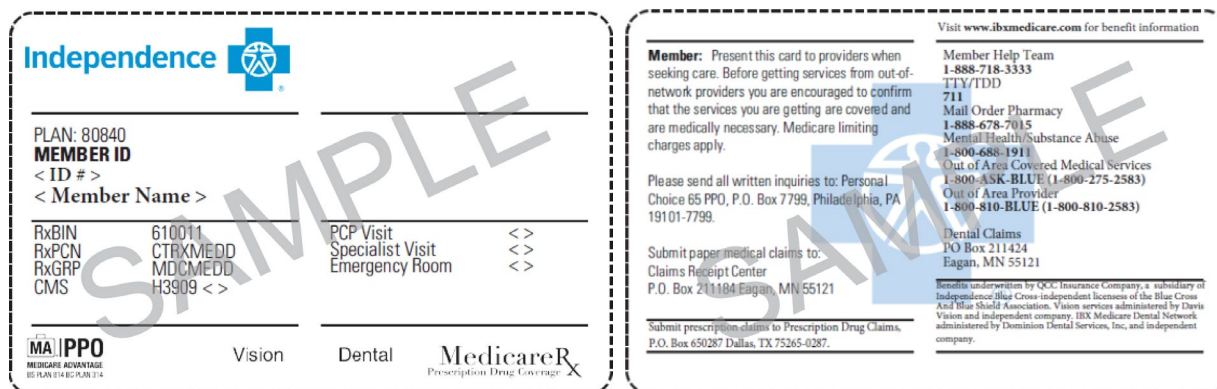 Independence
®
PLAN: 80840
MEMBER ID
< ID # >
< Member Name >
RxBIN 610011
RxPCN CTRXMEDD
RxGRP MDCMEDD
CMS H3909 < >
PCP Visit < >
Specialist Visit < >
Emergency Room < >
MA PPO
MEDICARE ADVANTAGE
BS PLAN 814 BC PLAN 314
Vision
Dental
MedicareRx
Prescription Drug Coverage
SAMPLE
Member: Present this card to providers when
seeking care. Before getting services from out-of-
network providers you are encouraged to confirm
that the services you are getting are covered and
are medically necessary. Medicare limiting
charges apply.
Please send all written inquiries to: Personal
Choice 65 PPO, P.O. Box 7799, Philadelphia, PA
19101-7799.
Submit paper medical claims to:
Claims Receipt Center
P.O. Box 211184 Eagan, MN 55121
Submit prescription claims to Prescription Drug Claims,
P.O. Box 650287 Dallas, TX 75265-0287.
Visit www.ibxmedicare.com for benefit information
Member Help Team
1-888-718-3333
TTY/TDD
711
Mail Order Pharmacy
1-888-678-7015
Mental Health/Substance Abuse
1-800-688-1911
Out of Area Covered Medical Services
1-800-ASK-BLUE (1-800-275-2583)
Out of Area Provider
1-800-810-BLUE (1-800-810-2583)
Dental Claims
PO Box 211424
Eagan, MN 55121
Benefits underwritten by QCC Insurance Company, a subsidiary of
Independence Blue Cross-independent licensess of the Blue Cross
And Blue Shield Association. Vision services administered by Davis
Vision and independent company. IBX Medicare Dental Network
administered by Dominion Dental Services, Inc, and independent
company.
SAMPLE